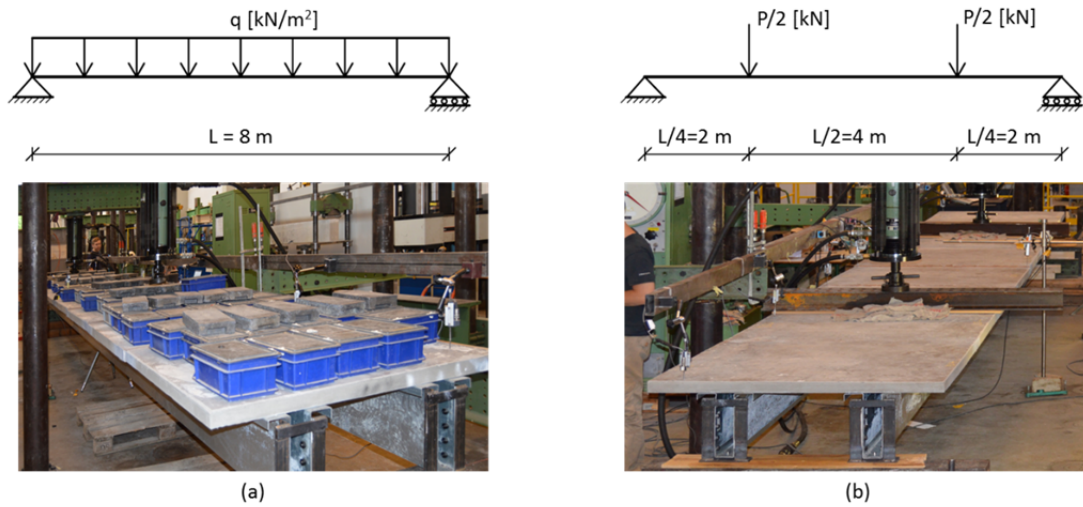 q [kN/m²]
L = 8 m
(a)
P/2 [kN]
P/2 [kN]
L/4=2 m
L/2=4 m
L/4=2 m
(b)